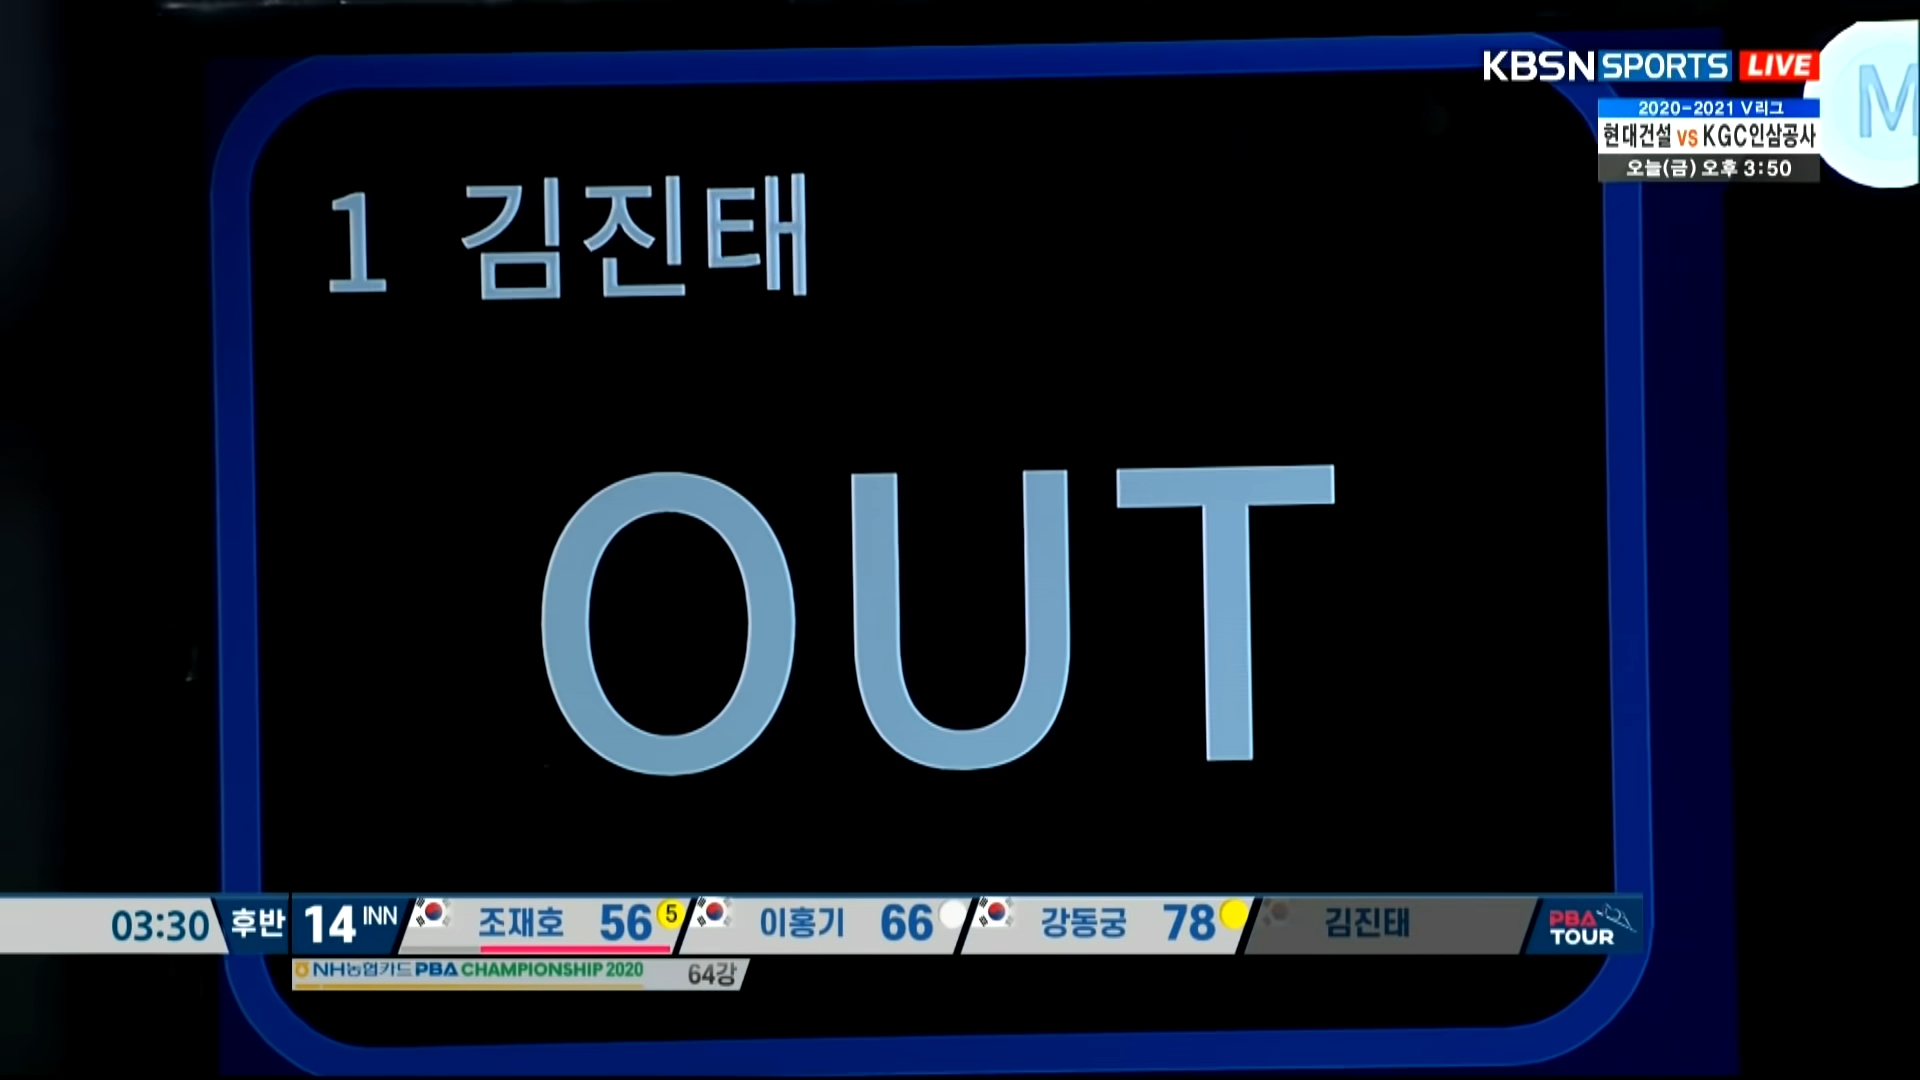 KBSN SPORTS LIVE
M
2020-2021 V리그
현대건설 vs KGC인삼공사
오늘(금) 오후 3:50
1 김진태
OUT
03:30 후반 14 INN 조재호 56 5 이홍기 66 강동궁 78 김진태 PBA TOUR
NH농협카드 PBA CHAMPIONSHIP 2020 64강